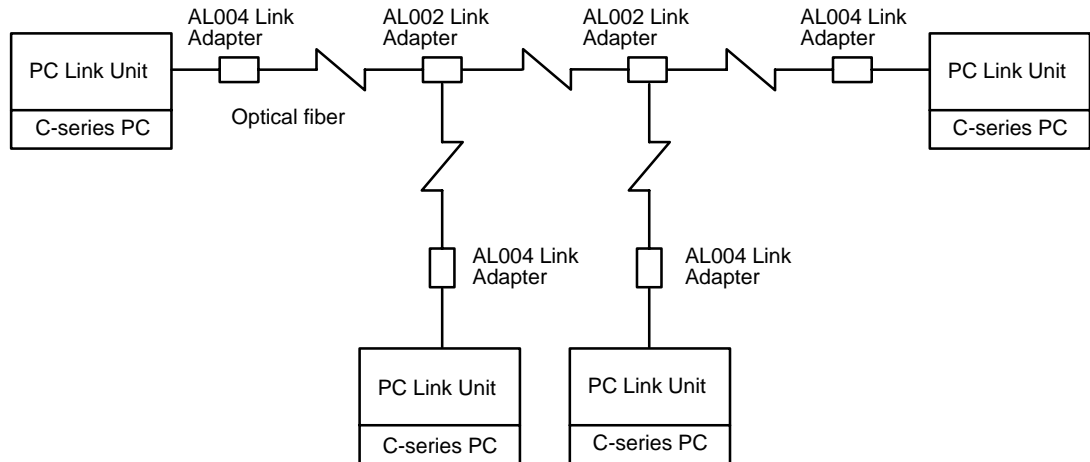 AL004 Link
Adapter
AL002 Link
Adapter
AL002 Link
Adapter
AL004 Link
Adapter
PC Link Unit
C-series PC
Optical fiber
PC Link Unit
C-series PC
AL004 Link
Adapter
AL004 Link
Adapter
PC Link Unit
C-series PC
PC Link Unit
C-series PC